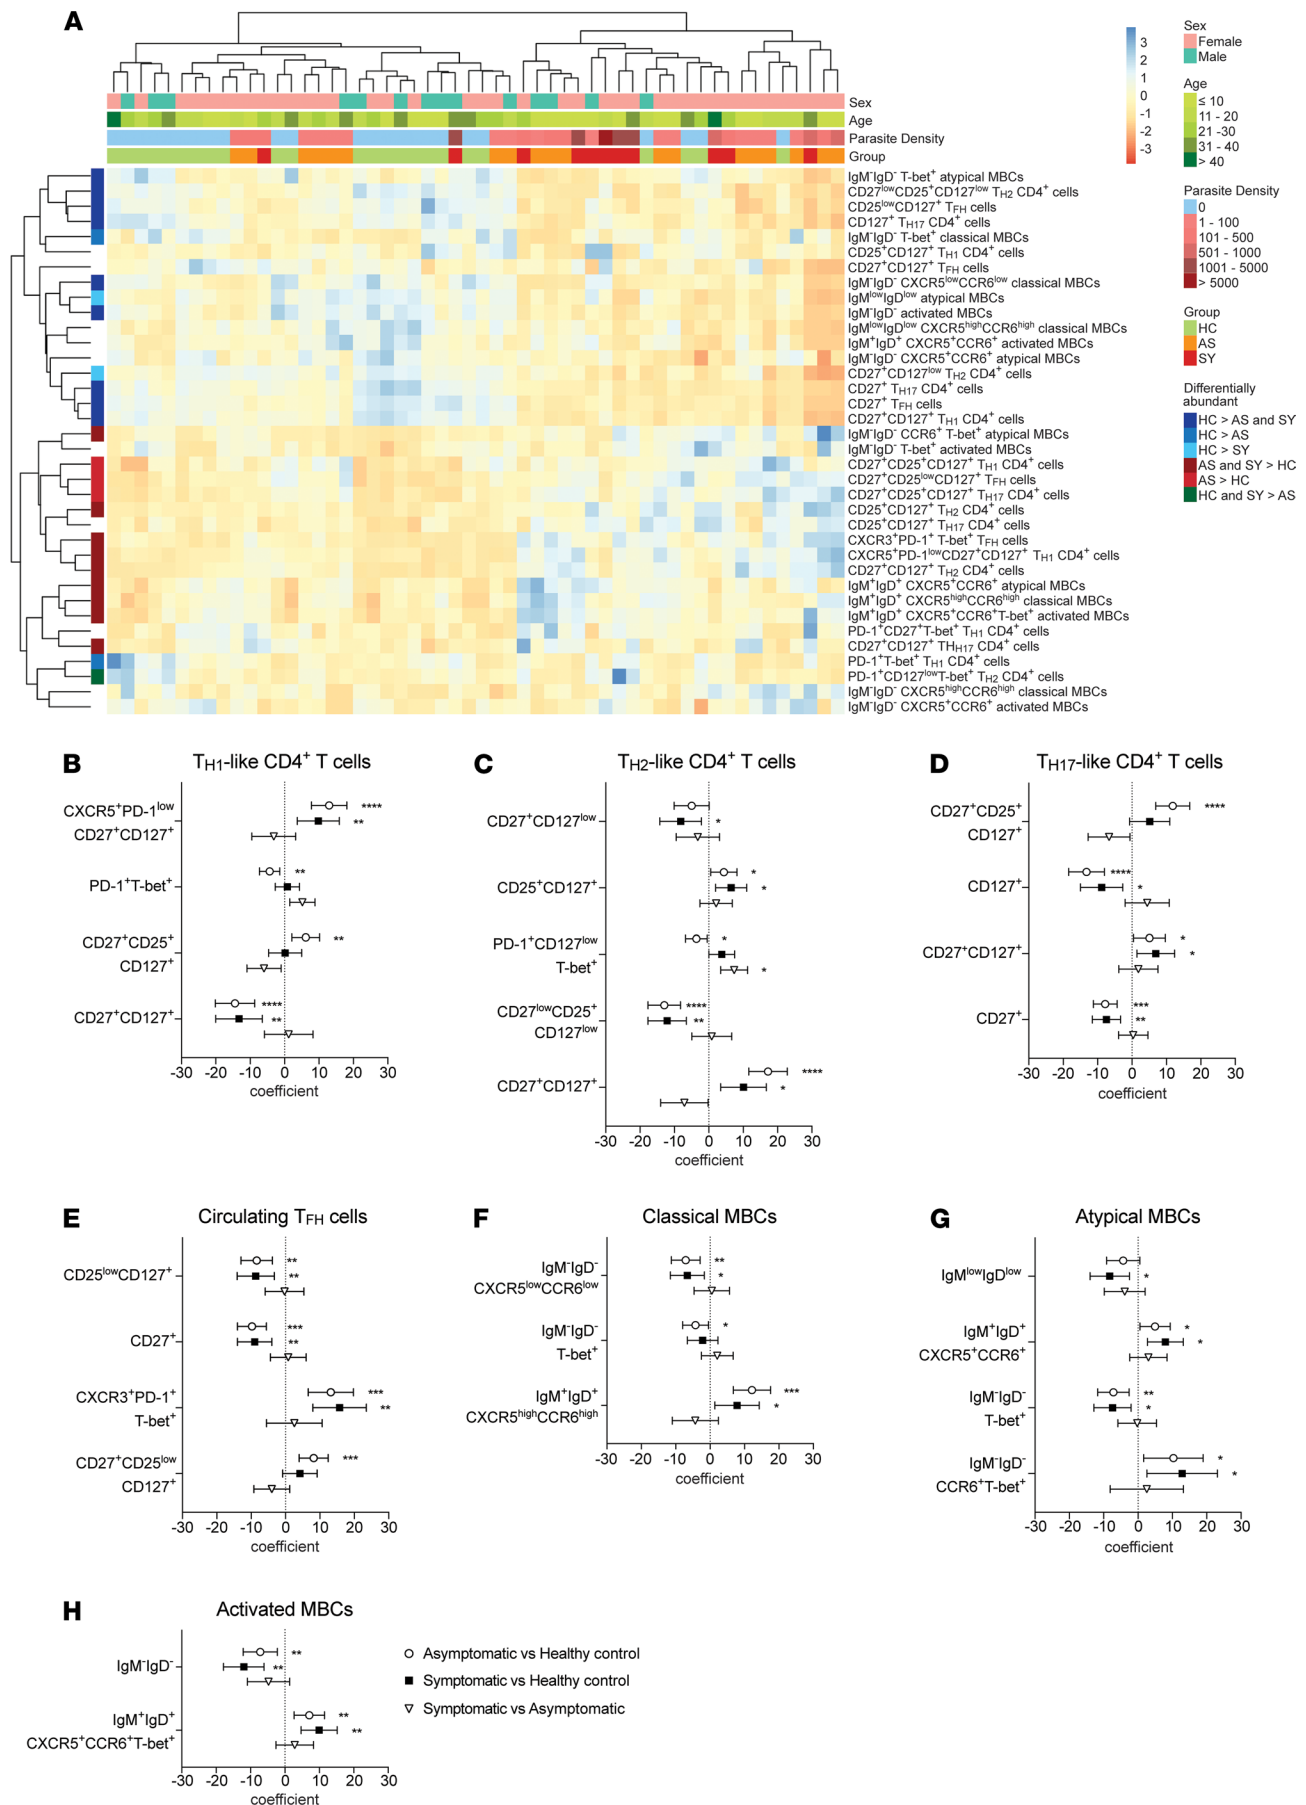 A
3
2
1
0
-1
-2
-3
Sex
Female
Male
Age
≤ 10
11 - 20
21 -30
31 - 40
> 40
Parasite Density
0
1 - 100
101 - 500
501 - 1000
1001 - 5000
> 5000
Group
HC
AS
SY
Differentially
abundant
HC > AS and SY
HC > AS
HC > SY
AS and SY > HC
AS > HC
HC and SY > AS
Sex
Age
Parasite Density
Group
IgM⁻IgD⁻ T-bet⁺ atypical MBCs
CD27ˡᵒʷCD25⁺CD127ˡᵒʷ TH2 CD4⁺ cells
CD25ˡᵒʷCD127⁺ TFH cells
CD127⁺ TH17 CD4⁺ cells
IgM⁻IgD⁻ T-bet⁺ classical MBCs
CD25⁺CD127⁺ TH1 CD4⁺ cells
CD27⁺CD127⁺ TFH cells
IgM⁻IgD⁻ CXCR5ˡᵒʷCCR6ˡᵒʷ classical MBCs
IgMˡᵒʷIgDˡᵒʷ atypical MBCs
IgM⁻IgD⁻ activated MBCs
IgMˡᵒʷIgDˡᵒʷ CXCR5ʰⁱᵍʰCCR6ʰⁱᵍʰ classical MBCs
IgM⁺IgD⁺ CXCR5⁺CCR6⁺ activated MBCs
IgM⁻IgD⁻ CXCR5⁺CCR6⁺ atypical MBCs
CD27⁺CD127ˡᵒʷ TH2 CD4⁺ cells
CD27⁺ TH17 CD4⁺ cells
CD27⁺ TFH cells
CD27⁺CD127⁺ TH1 CD4⁺ cells
IgM⁻IgD⁻ CCR6⁺ T-bet⁺ atypical MBCs
IgM⁻IgD⁻ T-bet⁺ activated MBCs
CD27⁺CD25⁺CD127⁺ TH1 CD4⁺ cells
CD27⁺CD25ˡᵒʷCD127⁺ TFH cells
CD27⁺CD25⁺CD127⁺ TH17 CD4⁺ cells
CD25⁺CD127⁺ TH2 CD4⁺ cells
CD25⁺CD127⁺ TH17 CD4⁺ cells
CXCR3⁺PD-1⁺ T-bet⁺ TFH cells
CXCR5⁺PD-1ˡᵒʷCD27⁺CD127⁺ TH1 CD4⁺ cells
CD27⁺CD127⁺ TH2 CD4⁺ cells
IgM⁺IgD⁺ CXCR5⁺CCR6⁺ atypical MBCs
IgM⁺IgD⁺ CXCR5ʰⁱᵍʰCCR6ʰⁱᵍʰ classical MBCs
IgM⁺IgD⁺ CXCR5⁺CCR6⁺T-bet⁺ activated MBCs
PD-1⁺CD27⁺T-bet⁺ TH1 CD4⁺ cells
CD27⁺CD127⁺ THH17 CD4⁺ cells
PD-1⁺T-bet⁺ TH1 CD4⁺ cells
PD-1⁺CD127ˡᵒʷT-bet⁺ TH2 CD4⁺ cells
IgM⁻IgD⁻ CXCR5ʰⁱᵍʰCCR6ʰⁱᵍʰ classical MBCs
IgM⁻IgD⁻ CXCR5⁺CCR6⁺ activated MBCs
B
TH1-like CD4⁺ T cells
CXCR5⁺PD-1ˡᵒʷ
CD27⁺CD127⁺
PD-1⁺T-bet⁺
CD27⁺CD25⁺
CD127⁺
CD27⁺CD127⁺
****
**
**
**
****
**
-30 -20 -10 0 10 20 30
coefficient
C
TH2-like CD4⁺ T cells
CD27⁺CD127ˡᵒʷ
CD25⁺CD127⁺
PD-1⁺CD127ˡᵒʷ
T-bet⁺
CD27ˡᵒʷCD25⁺
CD127ˡᵒʷ
CD27⁺CD127⁺
*
*
*
*
*
****
**
****
*
-30 -20 -10 0 10 20 30
coefficient
D
TH17-like CD4⁺ T cells
CD27⁺CD25⁺
CD127⁺
CD127⁺
CD27⁺CD127⁺
CD27⁺
****
****
*
*
*
***
**
-30 -20 -10 0 10 20 30
coefficient
E
Circulating TFH cells
CD25ˡᵒʷCD127⁺
CD27⁺
CXCR3⁺PD-1⁺
T-bet⁺
CD27⁺CD25ˡᵒʷ
CD127⁺
**
**
***
**
***
**
***
-30 -20 -10 0 10 20 30
coefficient
F
Classical MBCs
IgM⁻IgD⁻
CXCR5ˡᵒʷCCR6ˡᵒʷ
IgM⁻IgD⁻
T-bet⁺
IgM⁺IgD⁺
CXCR5ʰⁱᵍʰCCR6ʰⁱᵍʰ
**
*
*
***
*
-30 -20 -10 0 10 20 30
coefficient
G
Atypical MBCs
IgMˡᵒʷIgDˡᵒʷ
IgM⁺IgD⁺
CXCR5⁺CCR6⁺
IgM⁻IgD⁻
T-bet⁺
IgM⁻IgD⁻
CCR6⁺T-bet⁺
*
*
*
**
*
*
*
-30 -20 -10 0 10 20 30
coefficient
H
Activated MBCs
IgM⁻IgD⁻
IgM⁺IgD⁺
CXCR5⁺CCR6⁺T-bet⁺
**
**
**
**
-30 -20 -10 0 10 20 30
coefficient
Asymptomatic vs Healthy control
Symptomatic vs Healthy control
Symptomatic vs Asymptomatic